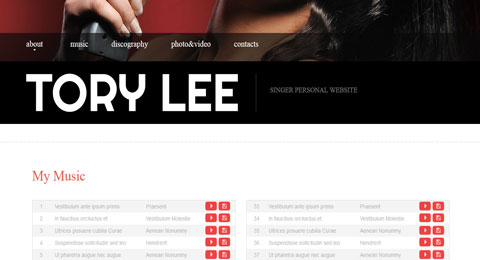 about music discography photo&video contacts
TORY LEE
SINGER PERSONAL WEBSITE
My Music
1 Vestibulum ante ipsum primis Praesent
2 In faucibus orci luctus et Vestibulum Molestie
3 Ultrices posuere cubilia Curae Aenean Nonummy
4 Suspendisse sollicitudin sed leo Hendrerit
5 Ut pharetra augue nec augue. Aenean Nonummy
33 Vestibulum ante ipsum primis Praesent
34 In faucibus orci luctus et Vestibulum Molestie
35 Ultrices posuere cubilia Curae Aenean Nonummy
36 Suspendisse sollicitudin sed leo Hendrerit
37 Ut pharetra augue nec augue. Aenean Nonummy